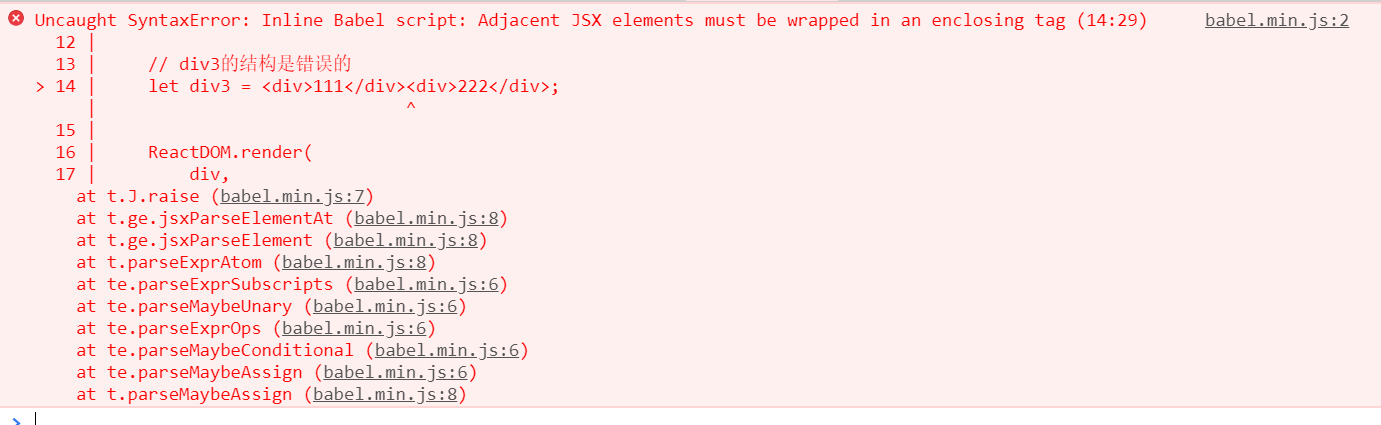 Uncaught SyntaxError: Inline Babel script: Adjacent JSX elements must be wrapped in an enclosing tag (14:29) babel.min.js:2
12 |
13 |     // div3的结构是错误的
> 14 |     let div3 = <div>111</div><div>222</div>;
|                              ^
15 |
16 |     ReactDOM.render(
17 |         div,
at t.J.raise (babel.min.js:7)
at t.ge.jsxParseElementAt (babel.min.js:8)
at t.ge.jsxParseElement (babel.min.js:8)
at t.parseExprAtom (babel.min.js:8)
at te.parseExprSubscripts (babel.min.js:6)
at te.parseMaybeUnary (babel.min.js:6)
at te.parseExprOps (babel.min.js:6)
at te.parseMaybeConditional (babel.min.js:6)
at te.parseMaybeAssign (babel.min.js:6)
at t.parseMaybeAssign (babel.min.js:8)
>